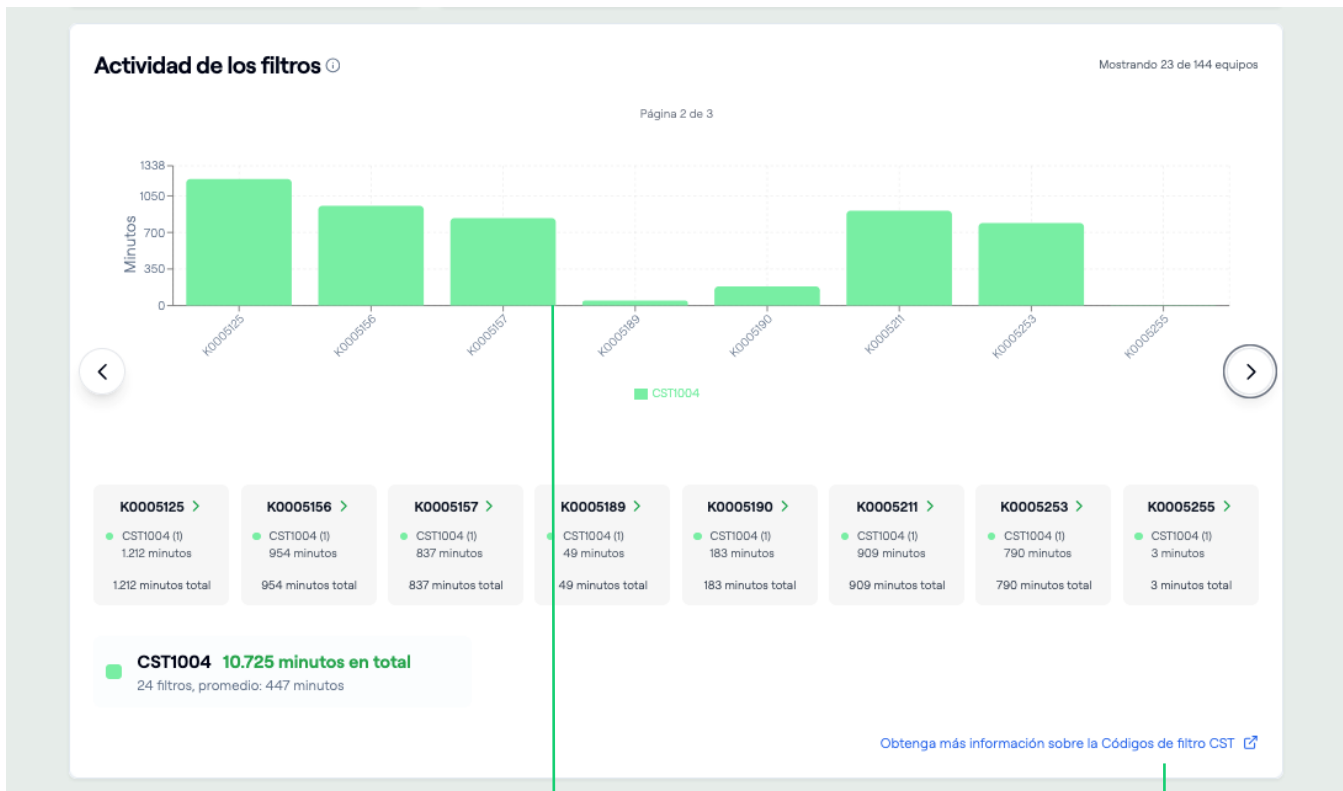 Actividad de los filtros
Mostrando 23 de 144 equipos
Página 2 de 3
Minutos
1338
1050
700
350
0
K0005125 K0005156 K0005157 K0005189 K0005190 K0005211 K0005253 K0005255
CST1004
K0005125 K0005156 K0005157 K0005189 K0005190 K0005211 K0005253 K0005255
CST1004 (1) CST1004 (1) CST1004 (1) CST1004 (1) CST1004 (1) CST1004 (1) CST1004 (1) CST1004 (1)
1.212 minutos 954 minutos 837 minutos 49 minutos 183 minutos 909 minutos 790 minutos 3 minutos
1.212 minutos total 954 minutos total 837 minutos total 49 minutos total 183 minutos total 909 minutos total 790 minutos total 3 minutos total
CST1004 10.725 minutos en total
24 filtros, promedio: 447 minutos
Obtenga más información sobre la Códigos de filtro CST